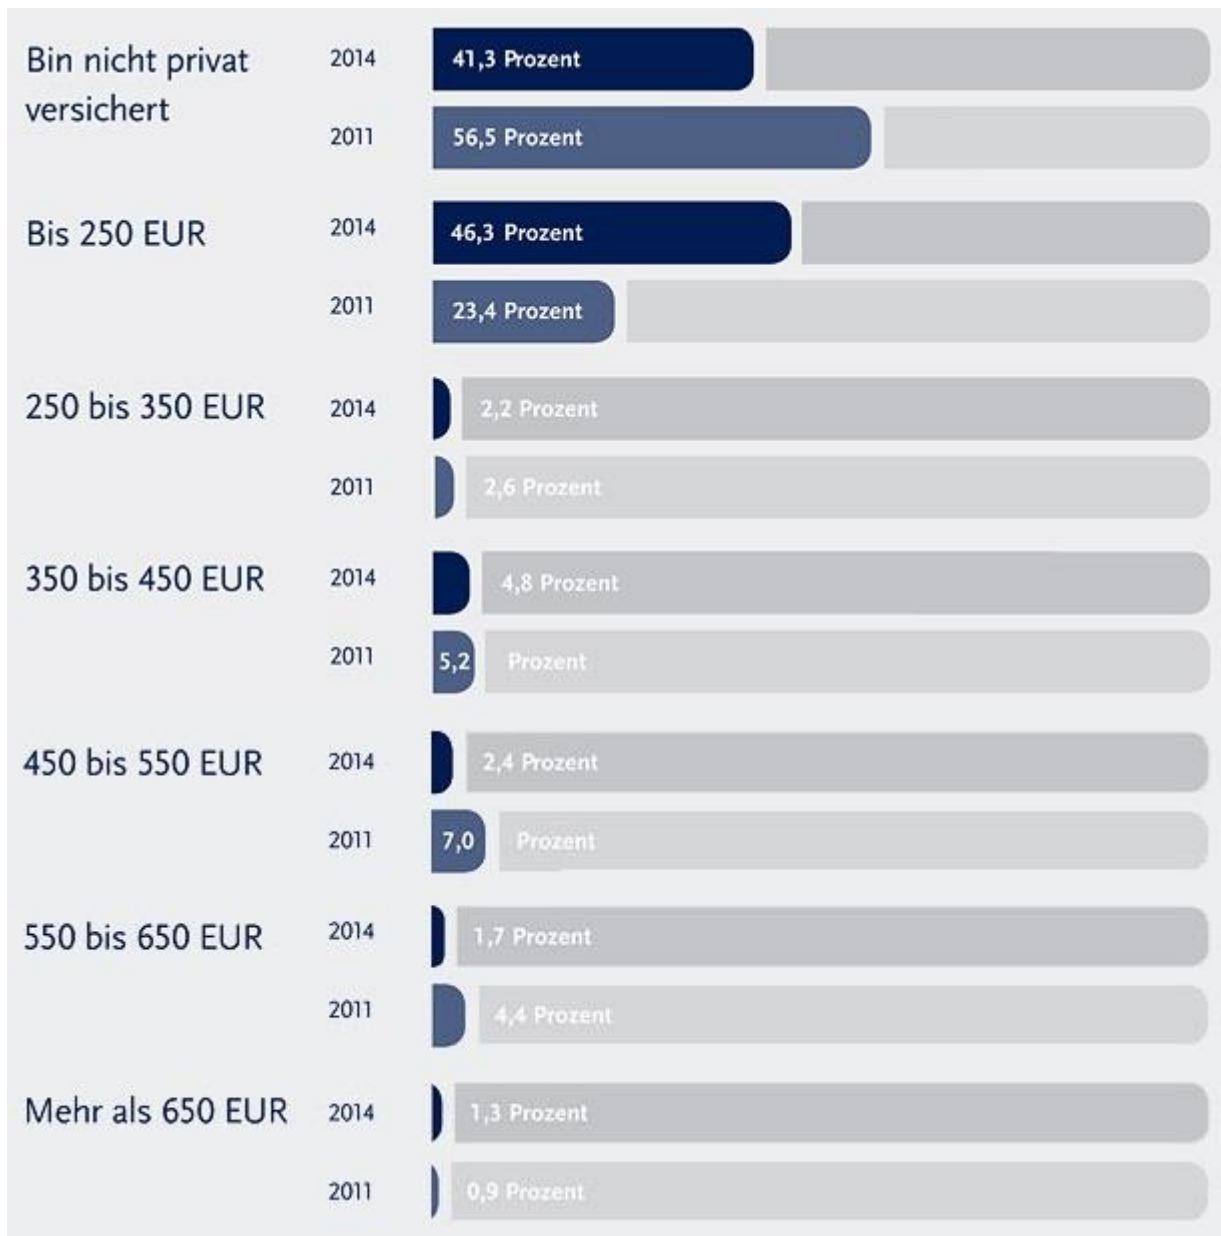 Bin nicht privat
versichert
2014
41,3 Prozent
2011
56,5 Prozent
Bis 250 EUR
2014
46,3 Prozent
2011
23,4 Prozent
250 bis 350 EUR
2014
2,2 Prozent
2011
2,6 Prozent
350 bis 450 EUR
2014
4,8 Prozent
2011
5,2 Prozent
450 bis 550 EUR
2014
2,4 Prozent
2011
7,0 Prozent
550 bis 650 EUR
2014
1,7 Prozent
2011
4,4 Prozent
Mehr als 650 EUR
2014
1,3 Prozent
2011
0,9 Prozent